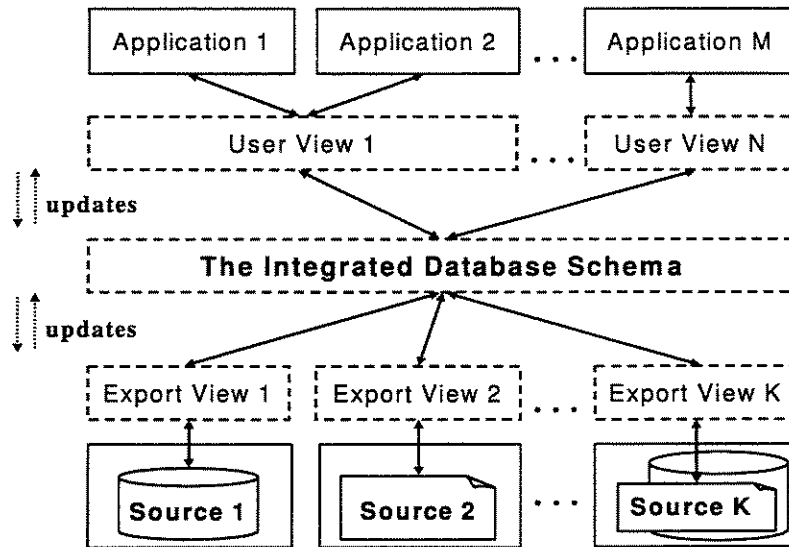 Application 1
Application 2
...
Application M
User View 1
...
User View N
updates
The Integrated Database Schema
updates
Export View 1
Export View 2
...
Export View K
Source 1
Source 2
...
Source K